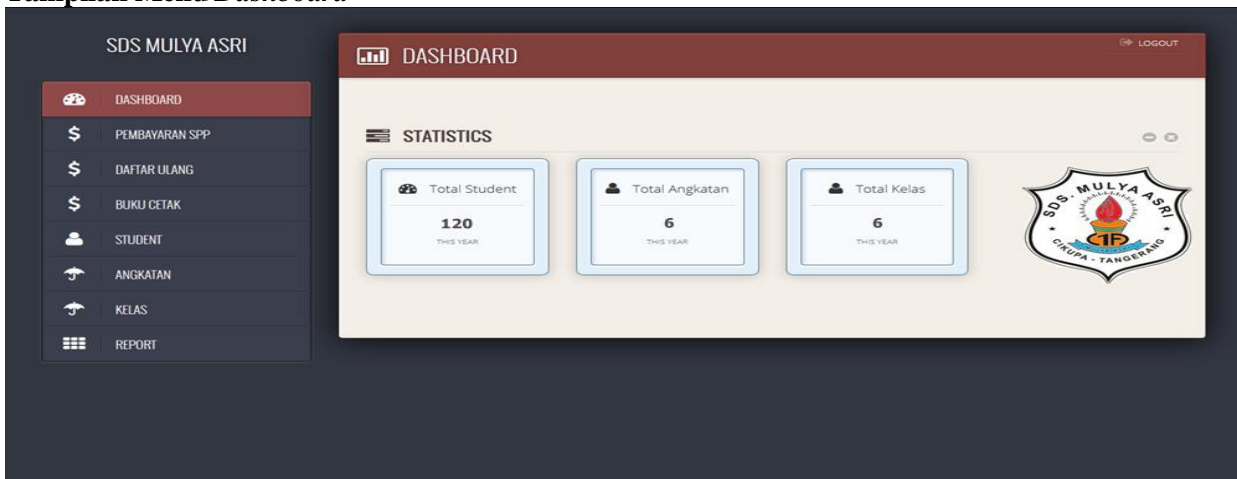 Tampilan Menu Dashboard
SDS MULYA ASRI
DASHBOARD
PEMBAYARAN SPP
DAFTAR ULANG
BUKU CETAK
STUDENT
ANGKATAN
KELAS
REPORT
DASHBOARD
LOGOUT
STATISTICS
Total Student
120
THIS YEAR
Total Angkatan
6
THIS YEAR
Total Kelas
6
THIS YEAR
SDS. MULYA ASRI
CIKUPA - TANGERANG